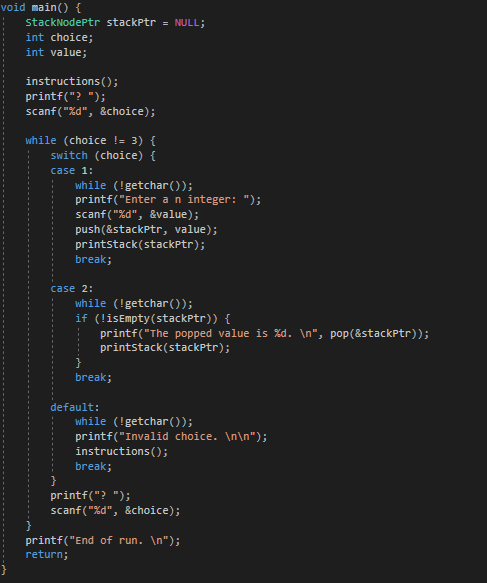 void main() {
StackNodePtr stackPtr = NULL;
int choice;
int value;
instructions();
printf("? ");
scanf("%d", &choice);
while (choice != 3) {
switch (choice) {
case 1:
while (!getchar());
printf("Enter a n integer: ");
scanf("%d", &value);
push(&stackPtr, value);
printStack(stackPtr);
break;
case 2:
while (!getchar());
if (!isEmpty(stackPtr)) {
printf("The popped value is %d. \n", pop(&stackPtr));
printStack(stackPtr);
}
break;
default:
while (!getchar());
printf("Invalid choice. \n\n");
instructions();
break;
}
printf("? ");
scanf("%d", &choice);
}
printf("End of run. \n");
return;
}